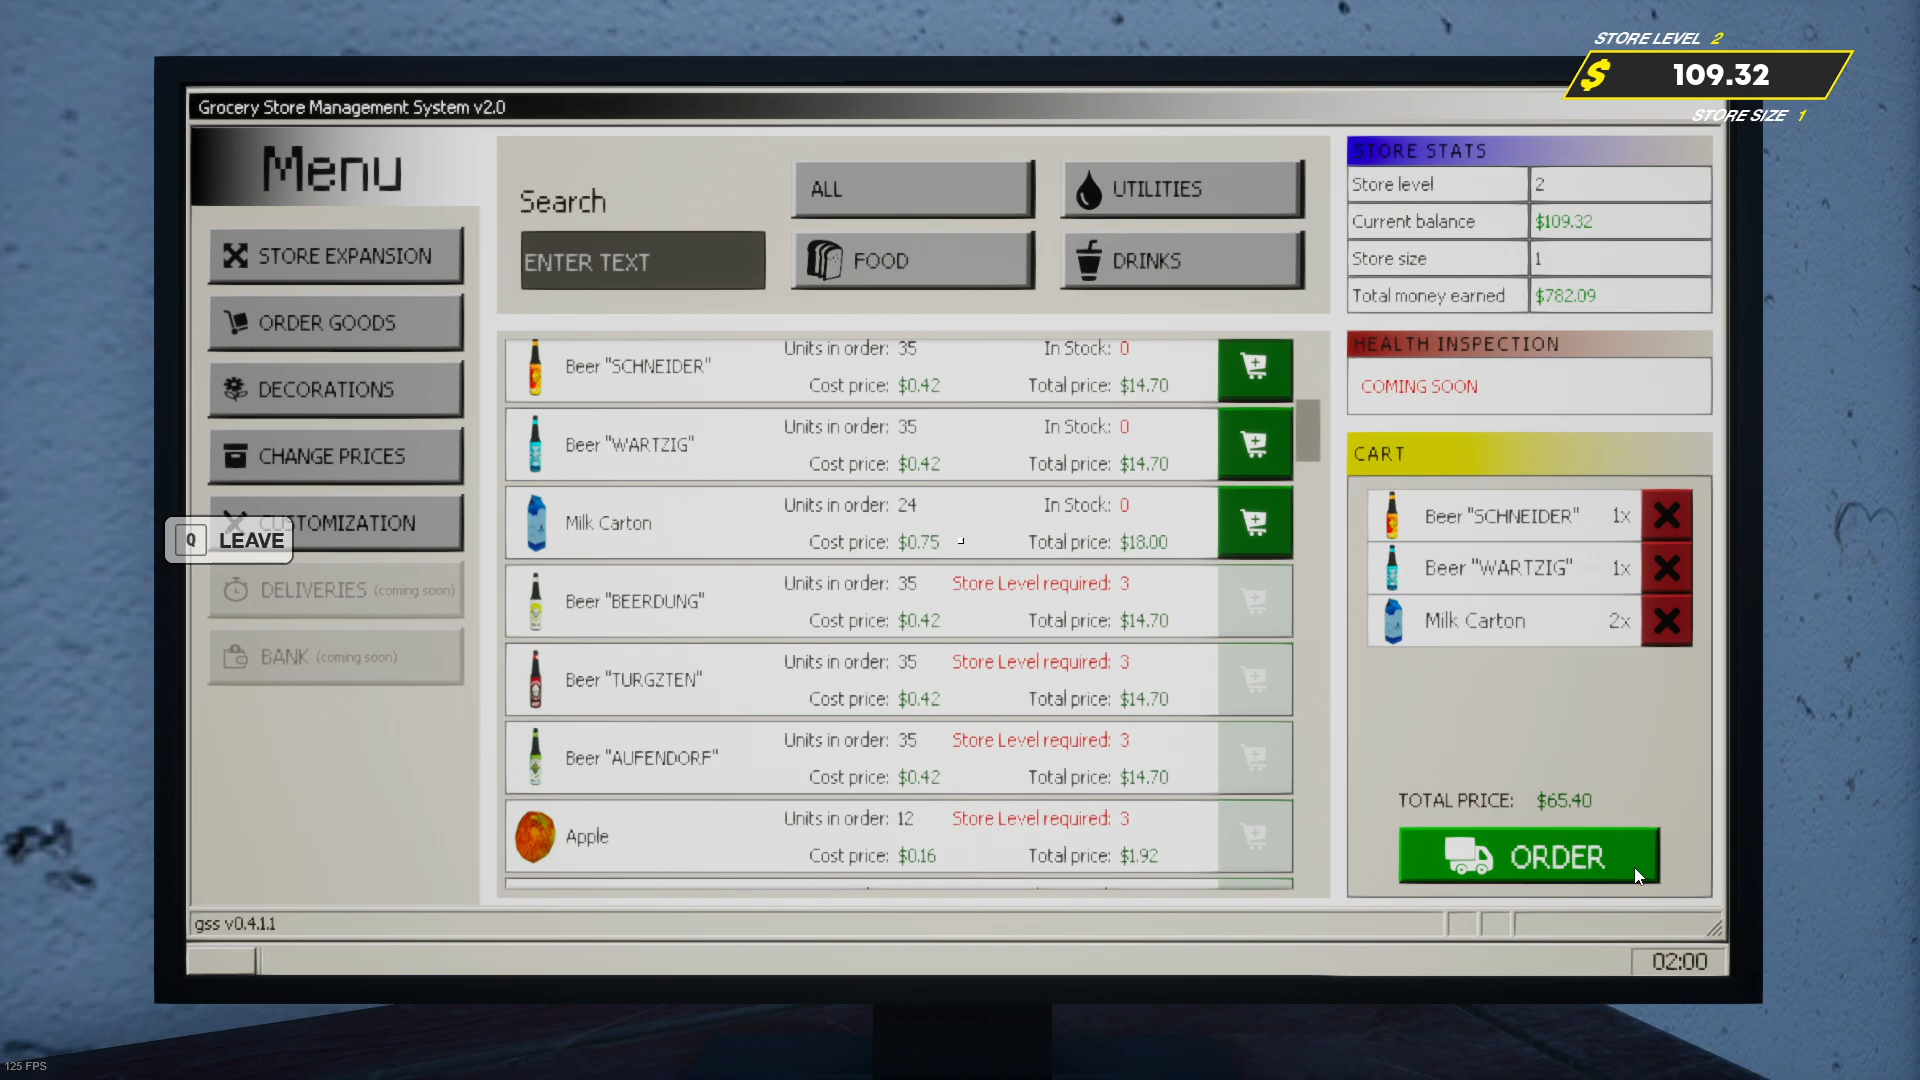 STORE LEVEL 2
$ 109.32
STORE SIZE 1
Grocery Store Management System v2.0
Menu
STORE EXPANSION
ORDER GOODS
DECORATIONS
CHANGE PRICES
CUSTOMIZATION
Q LEAVE
DELIVERIES (coming soon)
BANK (coming soon)
Search
ENTER TEXT
ALL
UTILITIES
FOOD
DRINKS
Beer "SCHNEIDER"
Units in order: 35 In Stock: 0
Cost price: $0.42 Total price: $14.70
Beer "WARTZIG"
Units in order: 35 In Stock: 0
Cost price: $0.42 Total price: $14.70
Milk Carton
Units in order: 24 In Stock: 0
Cost price: $0.75 Total price: $18.00
Beer "BEERDUNG"
Units in order: 35 Store Level required: 3
Cost price: $0.42 Total price: $14.70
Beer "TURGZTEN"
Units in order: 35 Store Level required: 3
Cost price: $0.42 Total price: $14.70
Beer "AUFENDORF"
Units in order: 35 Store Level required: 3
Cost price: $0.42 Total price: $14.70
Apple
Units in order: 12 Store Level required: 3
Cost price: $0.16 Total price: $1.92
STORE STATS
Store level 2
Current balance $109.32
Store size 1
Total money earned $782.09
HEALTH INSPECTION
COMING SOON
CART
Beer "SCHNEIDER" 1x
Beer "WARTZIG" 1x
Milk Carton 2x
TOTAL PRICE: $65.40
ORDER
gss v0.4.1.1
02:00
125 FPS